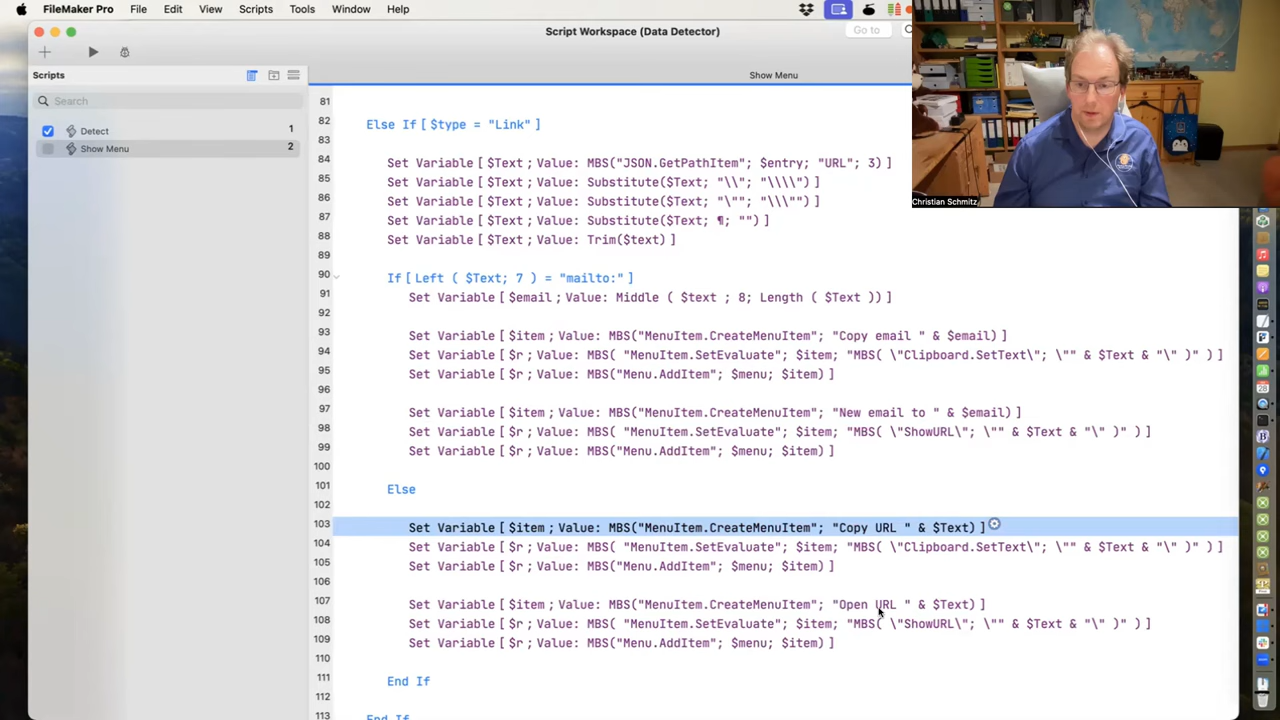 FileMaker Pro File Edit View Scripts Tools Window Help
Script Workspace (Data Detector)
Go to
Scripts
Show Menu
Search
Detect 1
Show Menu 2
81
82 Else If [ $type = "Link" ]
83
84 Set Variable [ $Text ; Value: MBS("JSON.GetPathItem"; $entry; "URL"; 3) ]
85 Set Variable [ $Text ; Value: Substitute($Text; "\\"; "\\\\") ]
86 Set Variable [ $Text ; Value: Substitute($Text; "\""; "\\\"") ]
87 Set Variable [ $Text ; Value: Substitute($Text; ¶; "") ]
88 Set Variable [ $Text ; Value: Trim($text) ]
89
90 If [ Left ( $Text; 7 ) = "mailto:" ]
91 Set Variable [ $email ; Value: Middle ( $text ; 8; Length ( $Text )) ]
92
93 Set Variable [ $item ; Value: MBS("MenuItem.CreateMenuItem"; "Copy email " & $email) ]
94 Set Variable [ $r ; Value: MBS( "MenuItem.SetEvaluate"; $item; "MBS( \"Clipboard.SetText\"; \"" & $Text & "\" )" ) ]
95 Set Variable [ $r ; Value: MBS("Menu.AddItem"; $menu; $item) ]
96
97 Set Variable [ $item ; Value: MBS("MenuItem.CreateMenuItem"; "New email to " & $email) ]
98 Set Variable [ $r ; Value: MBS( "MenuItem.SetEvaluate"; $item; "MBS( \"ShowURL\"; \"" & $Text & "\" )" ) ]
99 Set Variable [ $r ; Value: MBS("Menu.AddItem"; $menu; $item) ]
100
101 Else
102
103 Set Variable [ $item ; Value: MBS("MenuItem.CreateMenuItem"; "Copy URL " & $Text) ]
104 Set Variable [ $r ; Value: MBS( "MenuItem.SetEvaluate"; $item; "MBS( \"Clipboard.SetText\"; \"" & $Text & "\" )" ) ]
105 Set Variable [ $r ; Value: MBS("Menu.AddItem"; $menu; $item) ]
106
107 Set Variable [ $item ; Value: MBS("MenuItem.CreateMenuItem"; "Open URL " & $Text) ]
108 Set Variable [ $r ; Value: MBS( "MenuItem.SetEvaluate"; $item; "MBS( \"ShowURL\"; \"" & $Text & "\" )" ) ]
109 Set Variable [ $r ; Value: MBS("Menu.AddItem"; $menu; $item) ]
110
111 End If
112
113 End If
Christian Schmitz
28